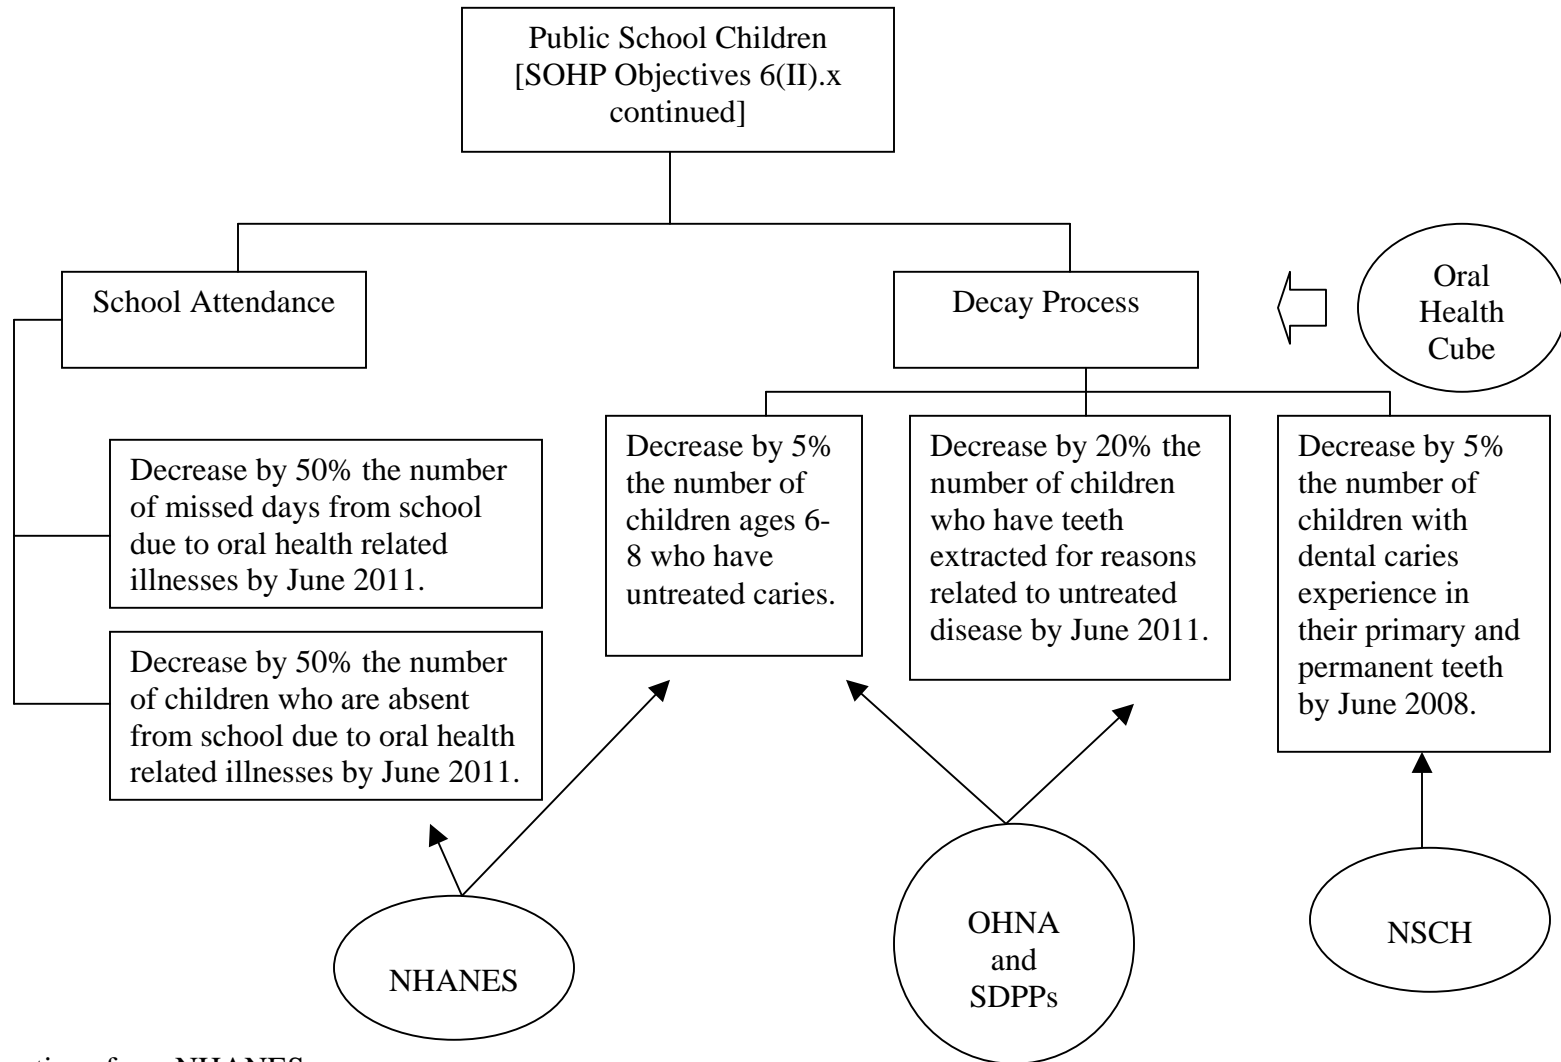 Public School Children
[SOHP Objectives 6(II).x
continued]
School Attendance
Decay Process
Oral
Health
Cube
Decrease by 50% the number
of missed days from school
due to oral health related
illnesses by June 2011.
Decrease by 50% the number
of children who are absent
from school due to oral health
related illnesses by June 2011.
Decrease by 5%
the number of
children ages 6-
8 who have
untreated caries.
Decrease by 20% the
number of children
who have teeth
extracted for reasons
related to untreated
disease by June 2011.
Decrease by 5%
the number of
children with
dental caries
experience in
their primary and
permanent teeth
by June 2008.
NHANES
OHNA
and
SDPPs
NSCH
from NHANES